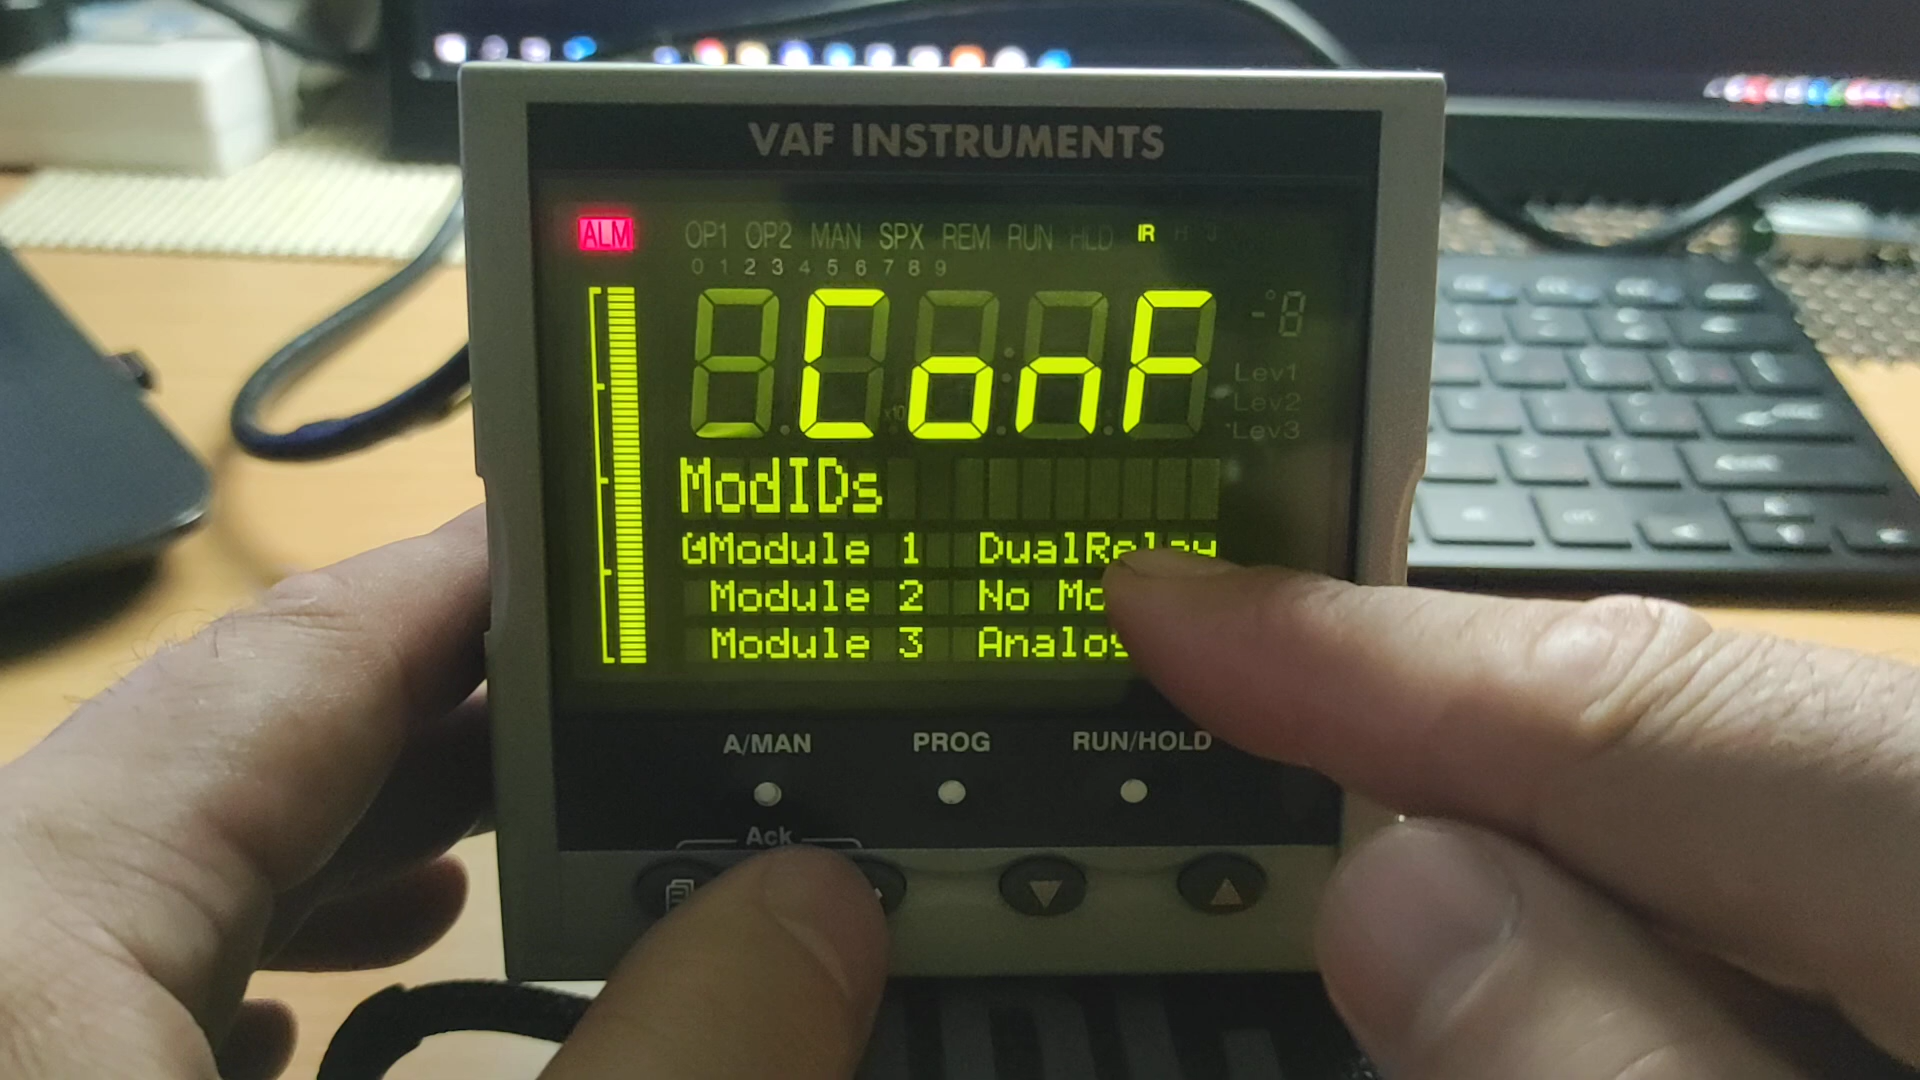 VAF INSTRUMENTS
ALM OP1 OP2 MAN SPX REM RUN HLD IR
0 1 2 3 4 5 6 7 8 9
ConF
Lev1
Lev2
Lev3
ModIDs
Module 1 DualRelay
Module 2 No
Module 3
A/MAN PROG RUN/HOLD
Ack